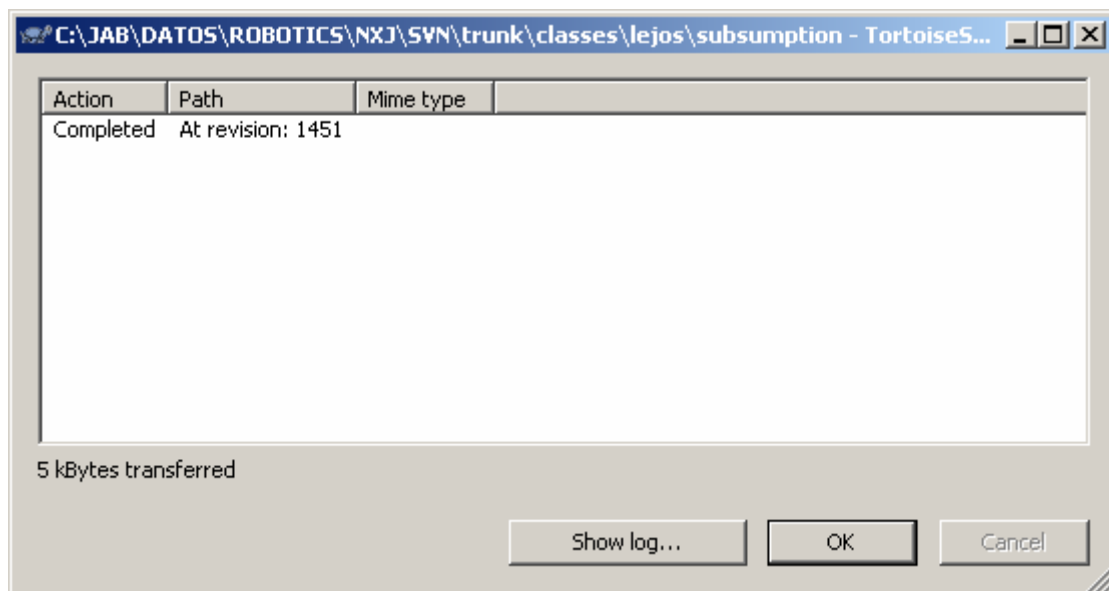 C:\JAB\DATOS\ROBOTICS\NXJ\SVN\trunk\classes\lejos\subsumption - TortoiseS...
Action Path Mime type
Completed At revision: 1451
5 kBytes transferred
Show log... OK Cancel